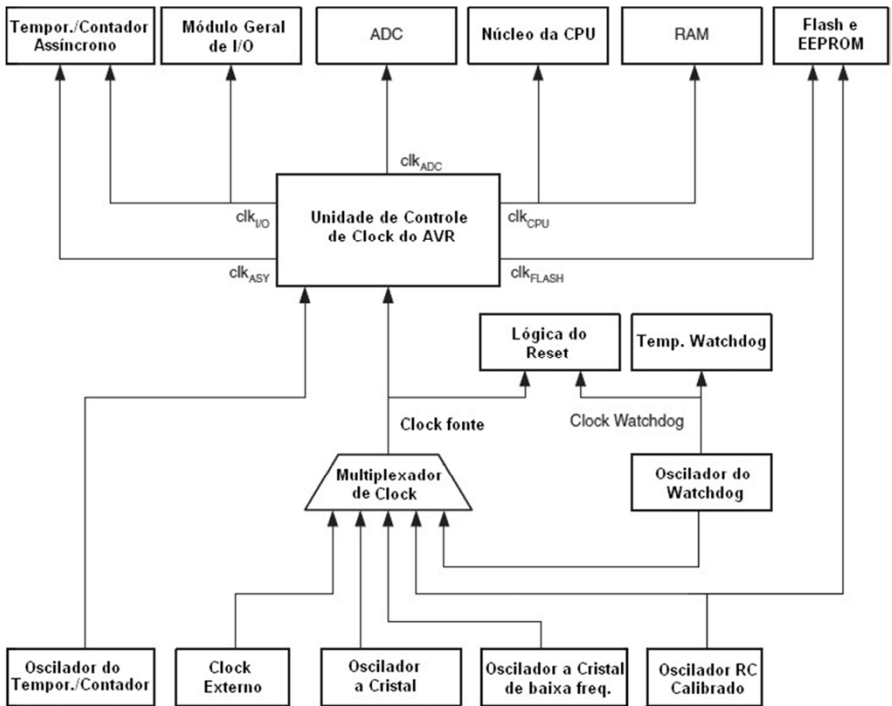 Tempor./Contador
Assíncrono
Módulo Geral
de I/O
ADC
Núcleo da CPU
RAM
Flash e
EEPROM
clkADC
clkI/O
Unidade de Controle
de Clock do AVR
clkCPU
clkASY
clkFLASH
Lógica do
Reset
Temp. Watchdog
Clock fonte
Clock Watchdog
Multiplexador
de Clock
Oscilador do
Watchdog
Oscilador do
Tempor./Contador
Clock
Externo
Oscilador
a Cristal
Oscilador a Cristal
de baixa freq.
Oscilador RC
Calibrado